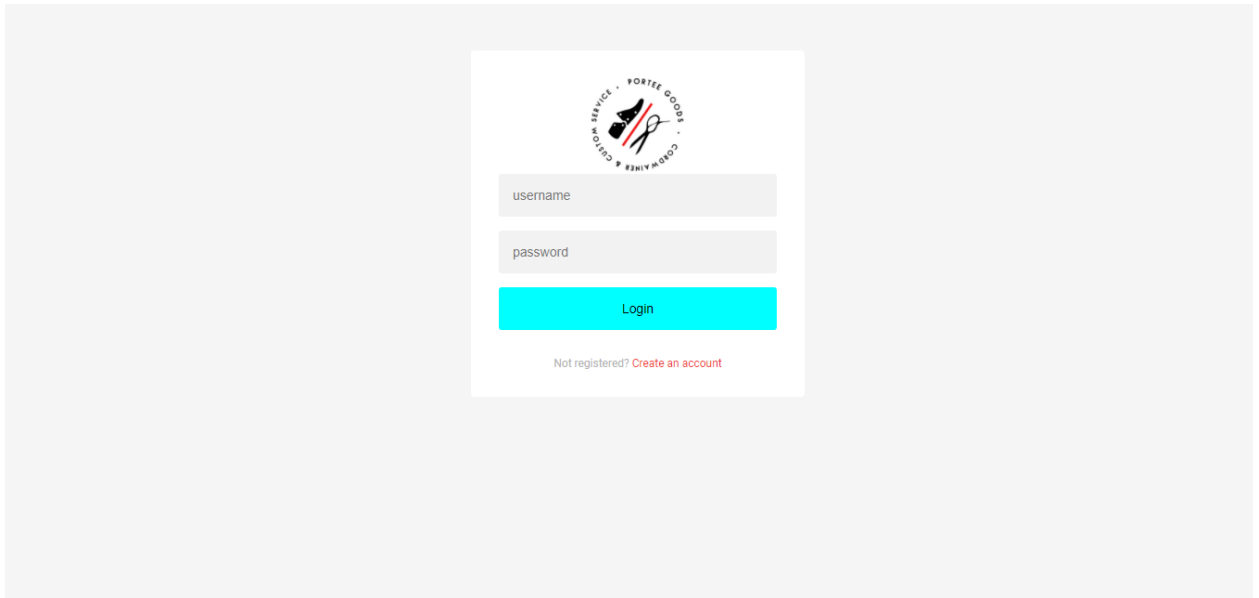 PORTEE GOODS · CORDWAINER & CUSTOM SERVICE ·
username
password
Login
Not registered? Create an account